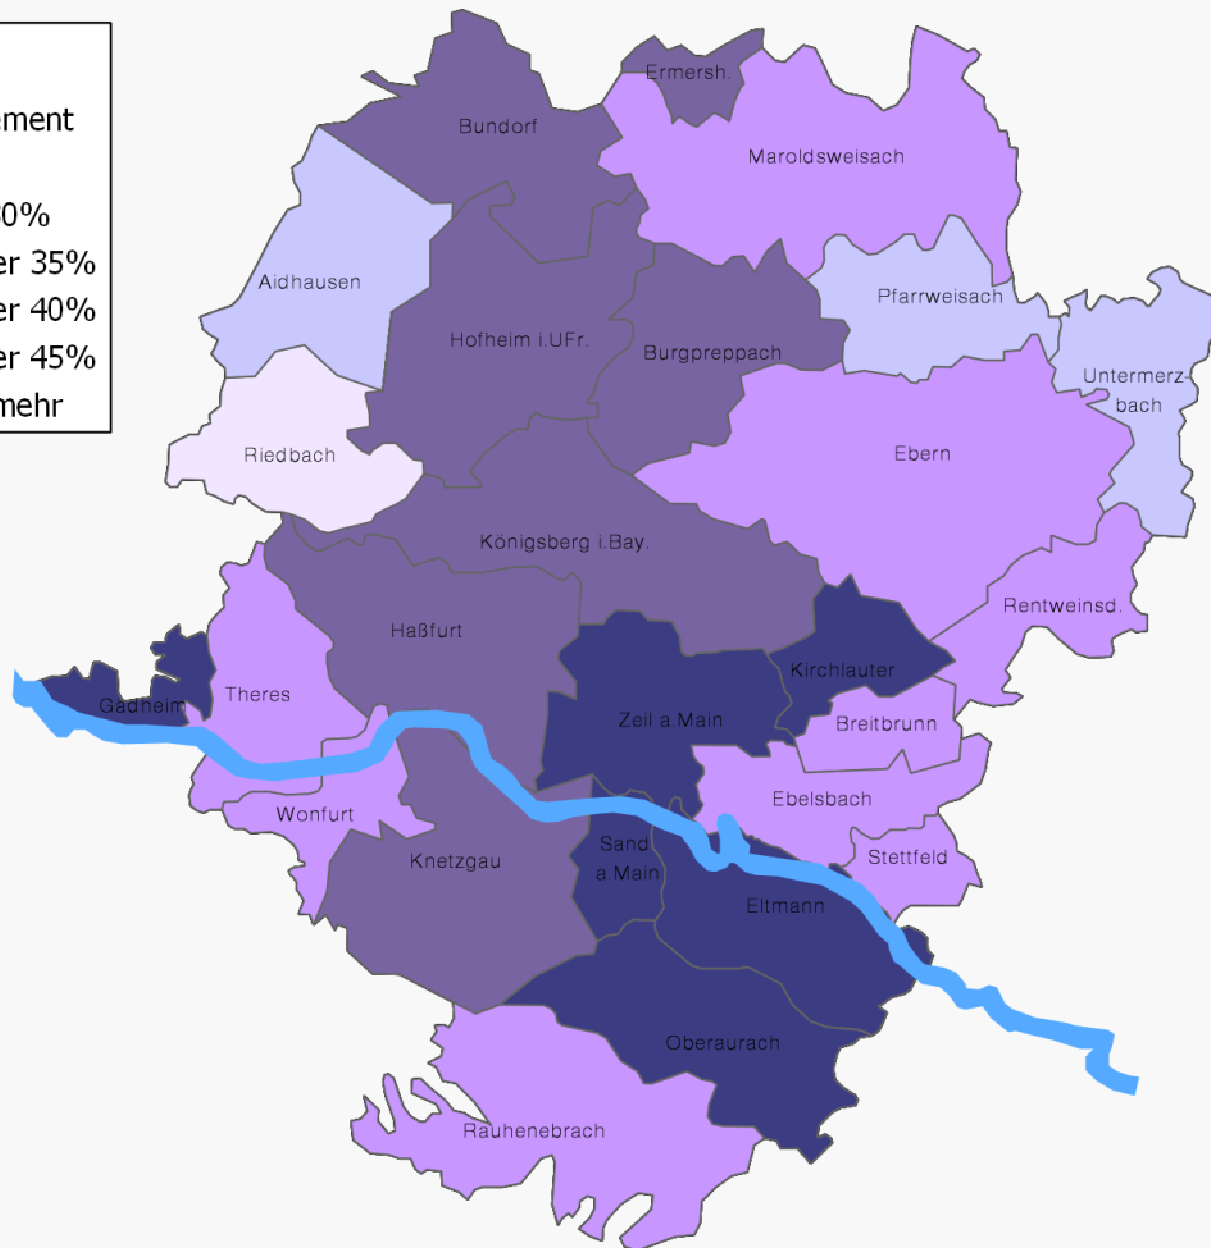 ement
0%
er 35%
er 40%
er 45%
mehr
Ermersh.
Bundorf
Maroldsweisach
Aidhausen
Pfarrweisach
Hofheim i.UFr.
Burgpreppach
Untermerz-
bach
Riedbach
Ebern
Königsberg i.Bay.
Rentweinsd.
Haßfurt
Kirchlauter
Theres
Gädheim
Zeil a.Main
Breitbrunn
Ebelsbach
Wonfurt
Sand
a.Main
Stettfeld
Knetzgau
Eltmann
Oberaurach
Rauhenebrach